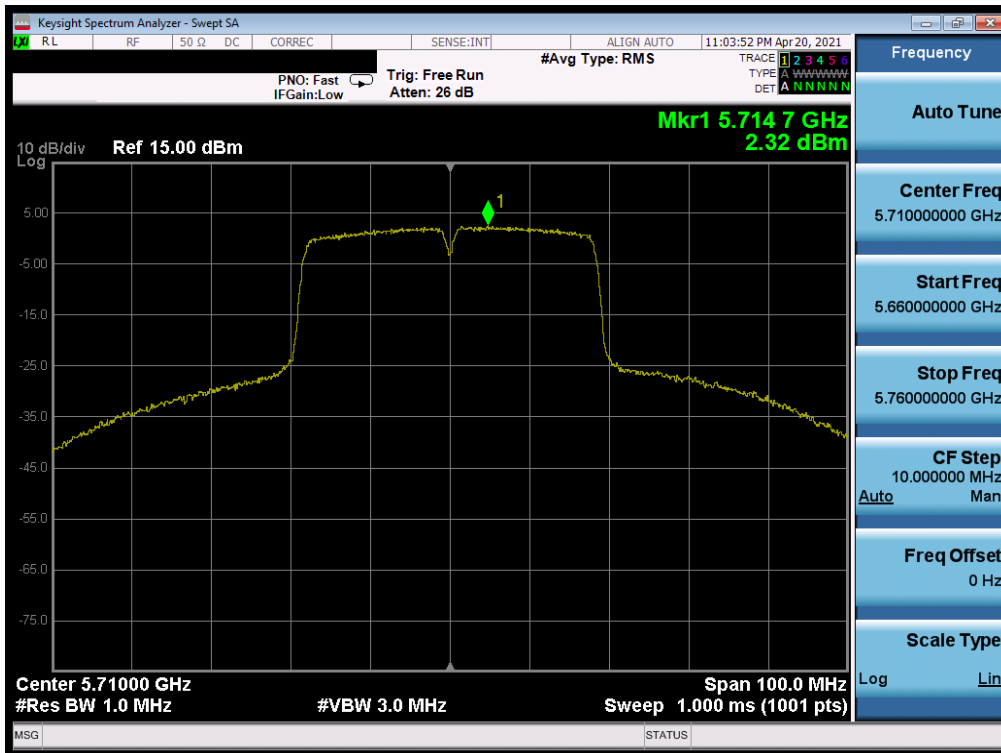 Keysight Spectrum Analyzer - Swept SA
LXI RL RF 50 Ω DC CORREC SENSE:INT ALIGN AUTO 11:03:52 PM Apr 20, 2021
PNO: Fast
IFGain:Low
Trig: Free Run
Atten: 26 dB
#Avg Type: RMS
TRACE 1 2 3 4 5 6
TYPE A WWWWW
DET A N N N N N
Mkr1 5.714 7 GHz
2.32 dBm
10 dB/div
Log
Ref 15.00 dBm
1
5.00
-5.00
-15.0
-25.0
-35.0
-45.0
-55.0
-65.0
-75.0
Center 5.71000 GHz
Span 100.0 MHz
#Res BW 1.0 MHz
#VBW 3.0 MHz
Sweep 1.000 ms (1001 pts)
MSG
STATUS
Frequency
Auto Tune
Center Freq
5.710000000 GHz
Start Freq
5.660000000 GHz
Stop Freq
5.760000000 GHz
CF Step
10.000000 MHz
Auto Man
Freq Offset
0 Hz
Scale Type
Log Lin